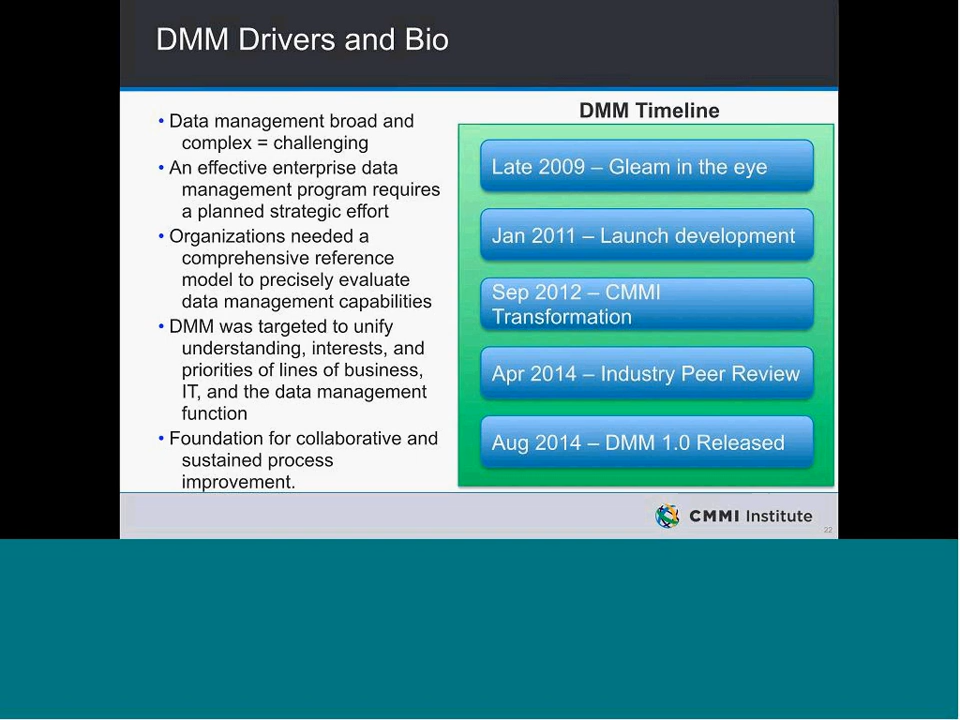 DMM Drivers and Bio
• Data management broad and
complex = challenging
• An effective enterprise data
management program requires
a planned strategic effort
• Organizations needed a
comprehensive reference
model to precisely evaluate
data management capabilities
• DMM was targeted to unify
understanding, interests, and
priorities of lines of business,
IT, and the data management
function
• Foundation for collaborative and
sustained process
improvement.
DMM Timeline
Late 2009 – Gleam in the eye
Jan 2011 – Launch development
Sep 2012 – CMMI
Transformation
Apr 2014 – Industry Peer Review
Aug 2014 – DMM 1.0 Released
CMMI Institute
22